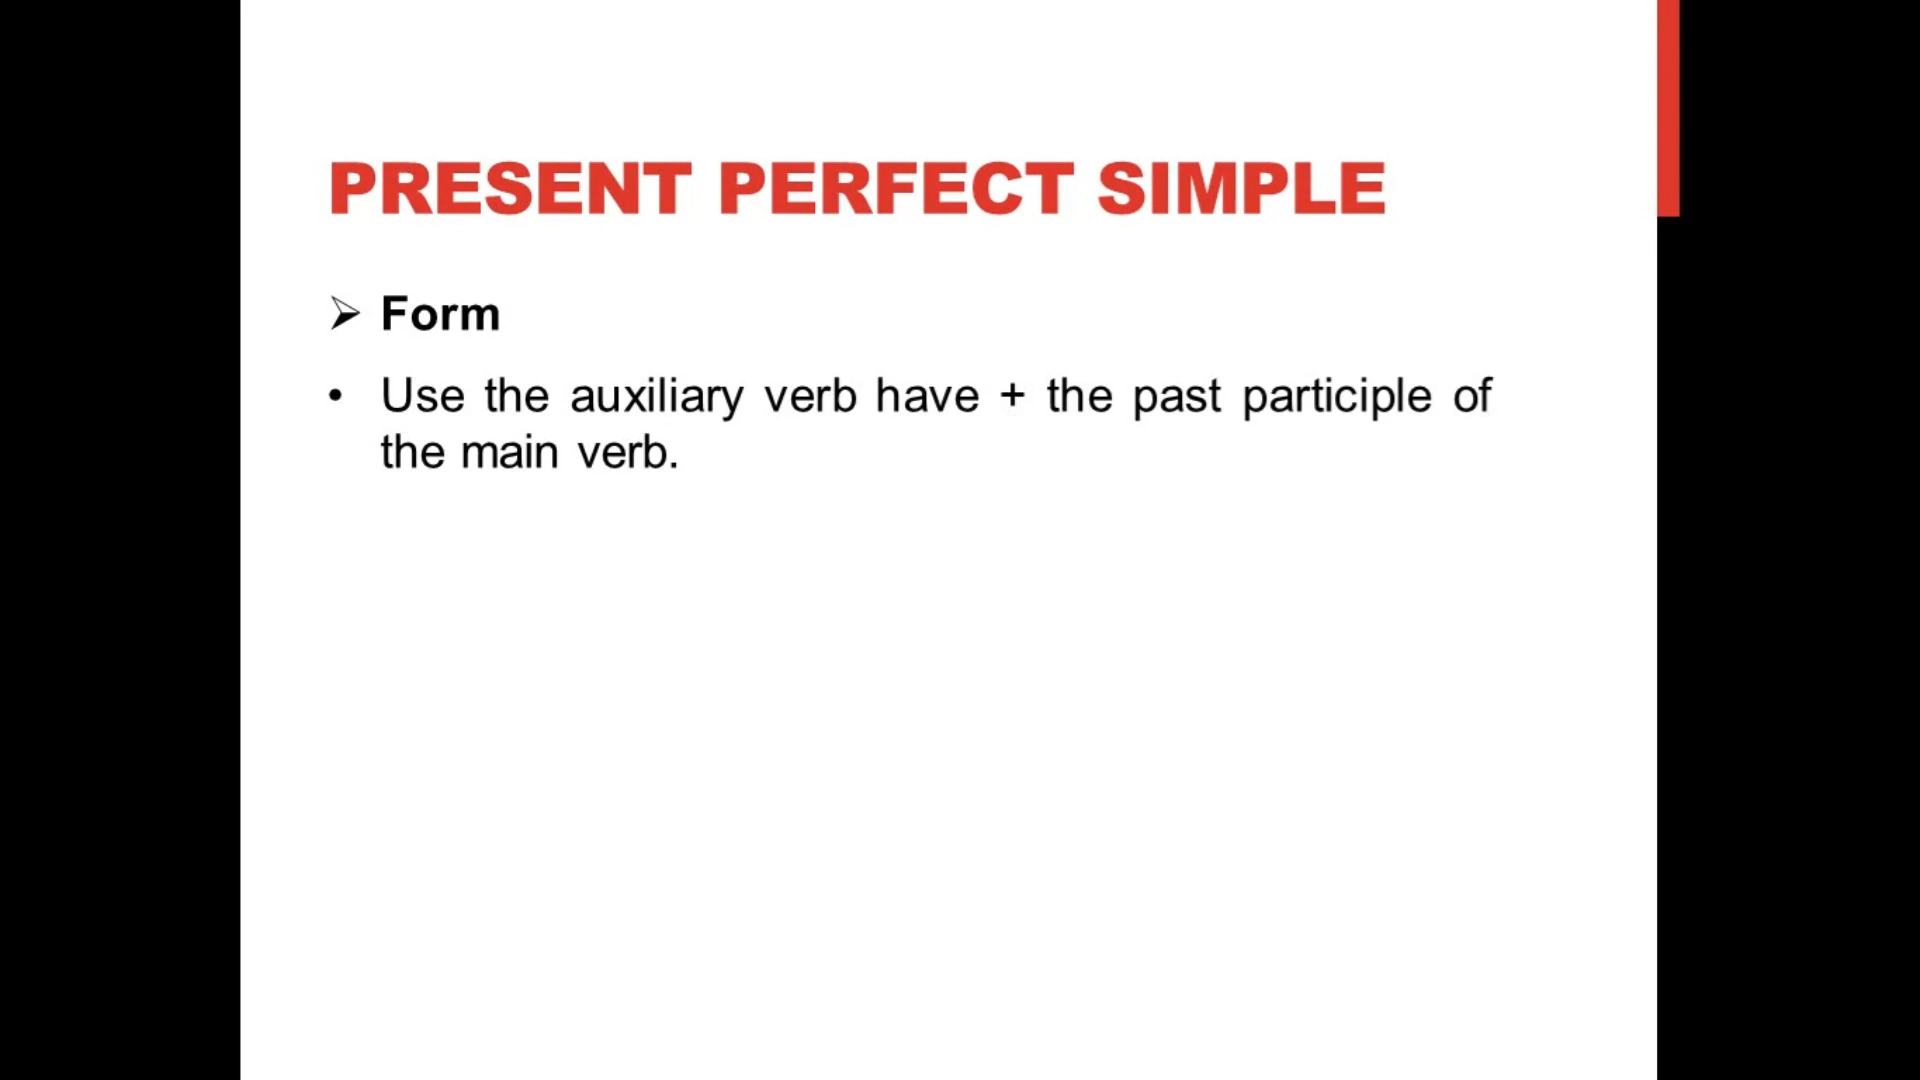 PRESENT PERFECT SIMPLE
➢ Form
• Use the auxiliary verb have + the past participle of
the main verb.